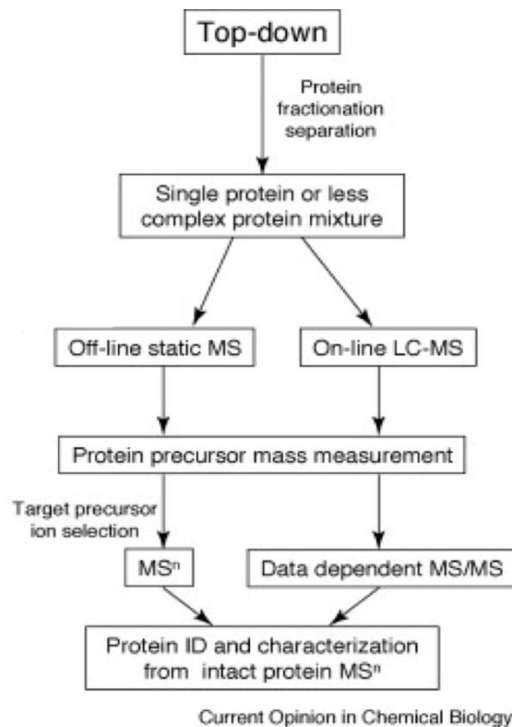 Top-down
Protein
fractionation
separation
Single protein or less
complex protein mixture
Off-line static MS
On-line LC-MS
Protein precursor mass measurement
Target precursor
ion selection
MSⁿ
Data dependent MS/MS
Protein ID and characterization
from intact protein MSⁿ
Current Opinion in Chemical Biology